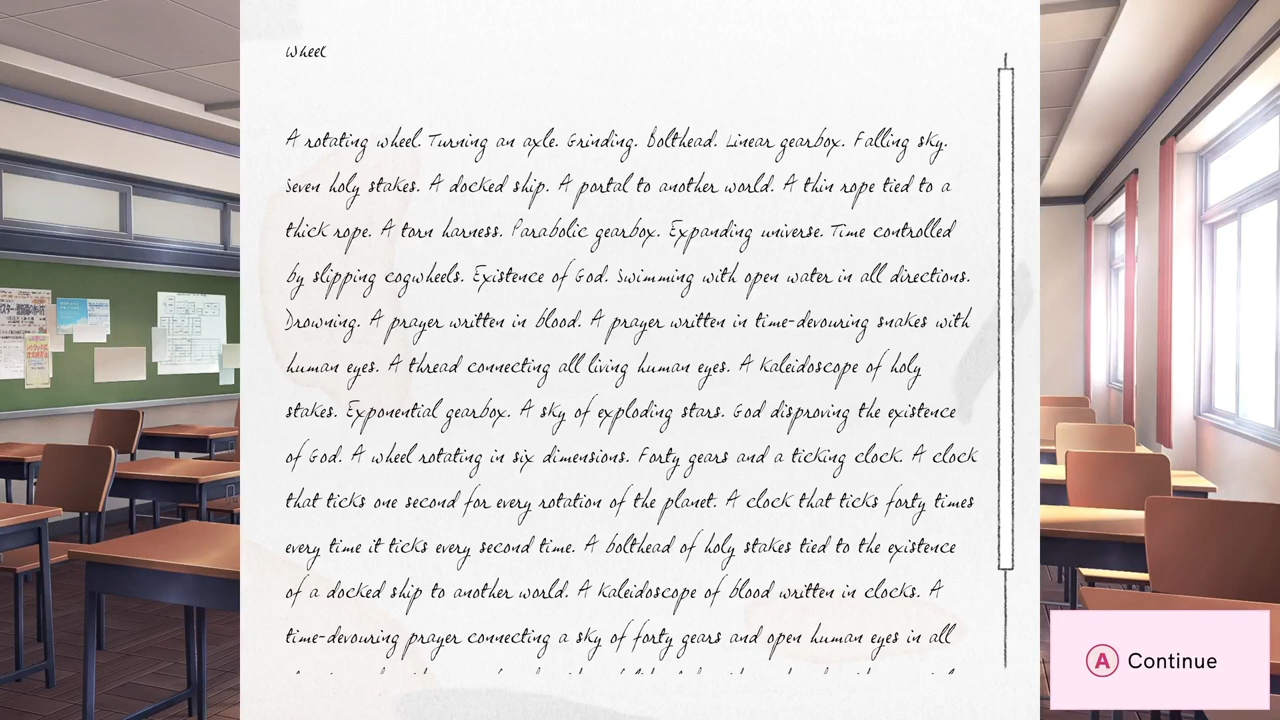 Wheel
A rotating wheel. Turning an axle. Grinding. Bolthead. Linear gearbox. Falling sky.
Seven holy stakes. A docked ship. A portal to another world. A thin rope tied to a
thick rope. A torn harness. Parabolic gearbox. Expanding universe. Time controlled
by slipping cogwheels. Existence of God. Swimming with open water in all directions.
Drowning. A prayer written in blood. A prayer written in time-devouring snakes with
human eyes. A thread connecting all living human eyes. A kaleidoscope of holy
stakes. Exponential gearbox. A sky of exploding stars. God disproving the existence
of God. A wheel rotating in six dimensions. Forty gears and a ticking clock. A clock
that ticks one second for every rotation of the planet. A clock that ticks forty times
every time it ticks every second time. A bolthead of holy stakes tied to the existence
of a docked ship to another world. A kaleidoscope of blood written in clocks. A
time-devouring prayer connecting a sky of forty gears and open human eyes in all
A Continue